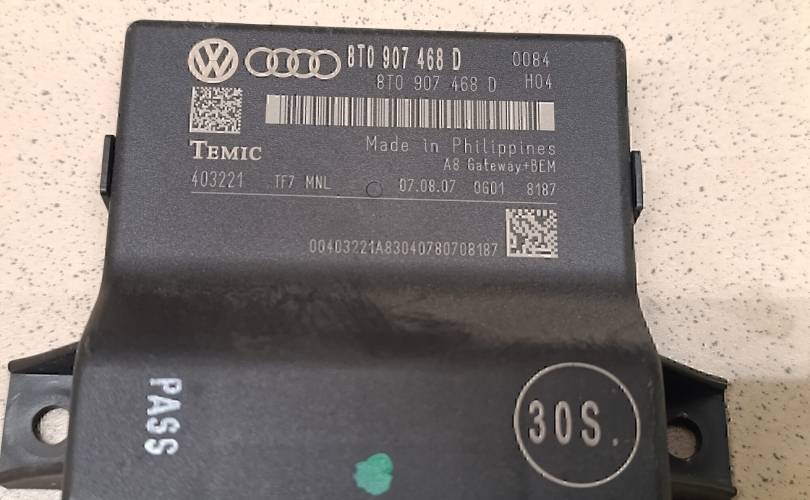 8T0 907 468 D 0084
8T0 907 468 D H04
TEMIC
Made in Philippines
A8 Gateway+BEM
403221 TF7 MNL 07.08.07 0G01 8187
00403221A83040780708187
PASS
30S.